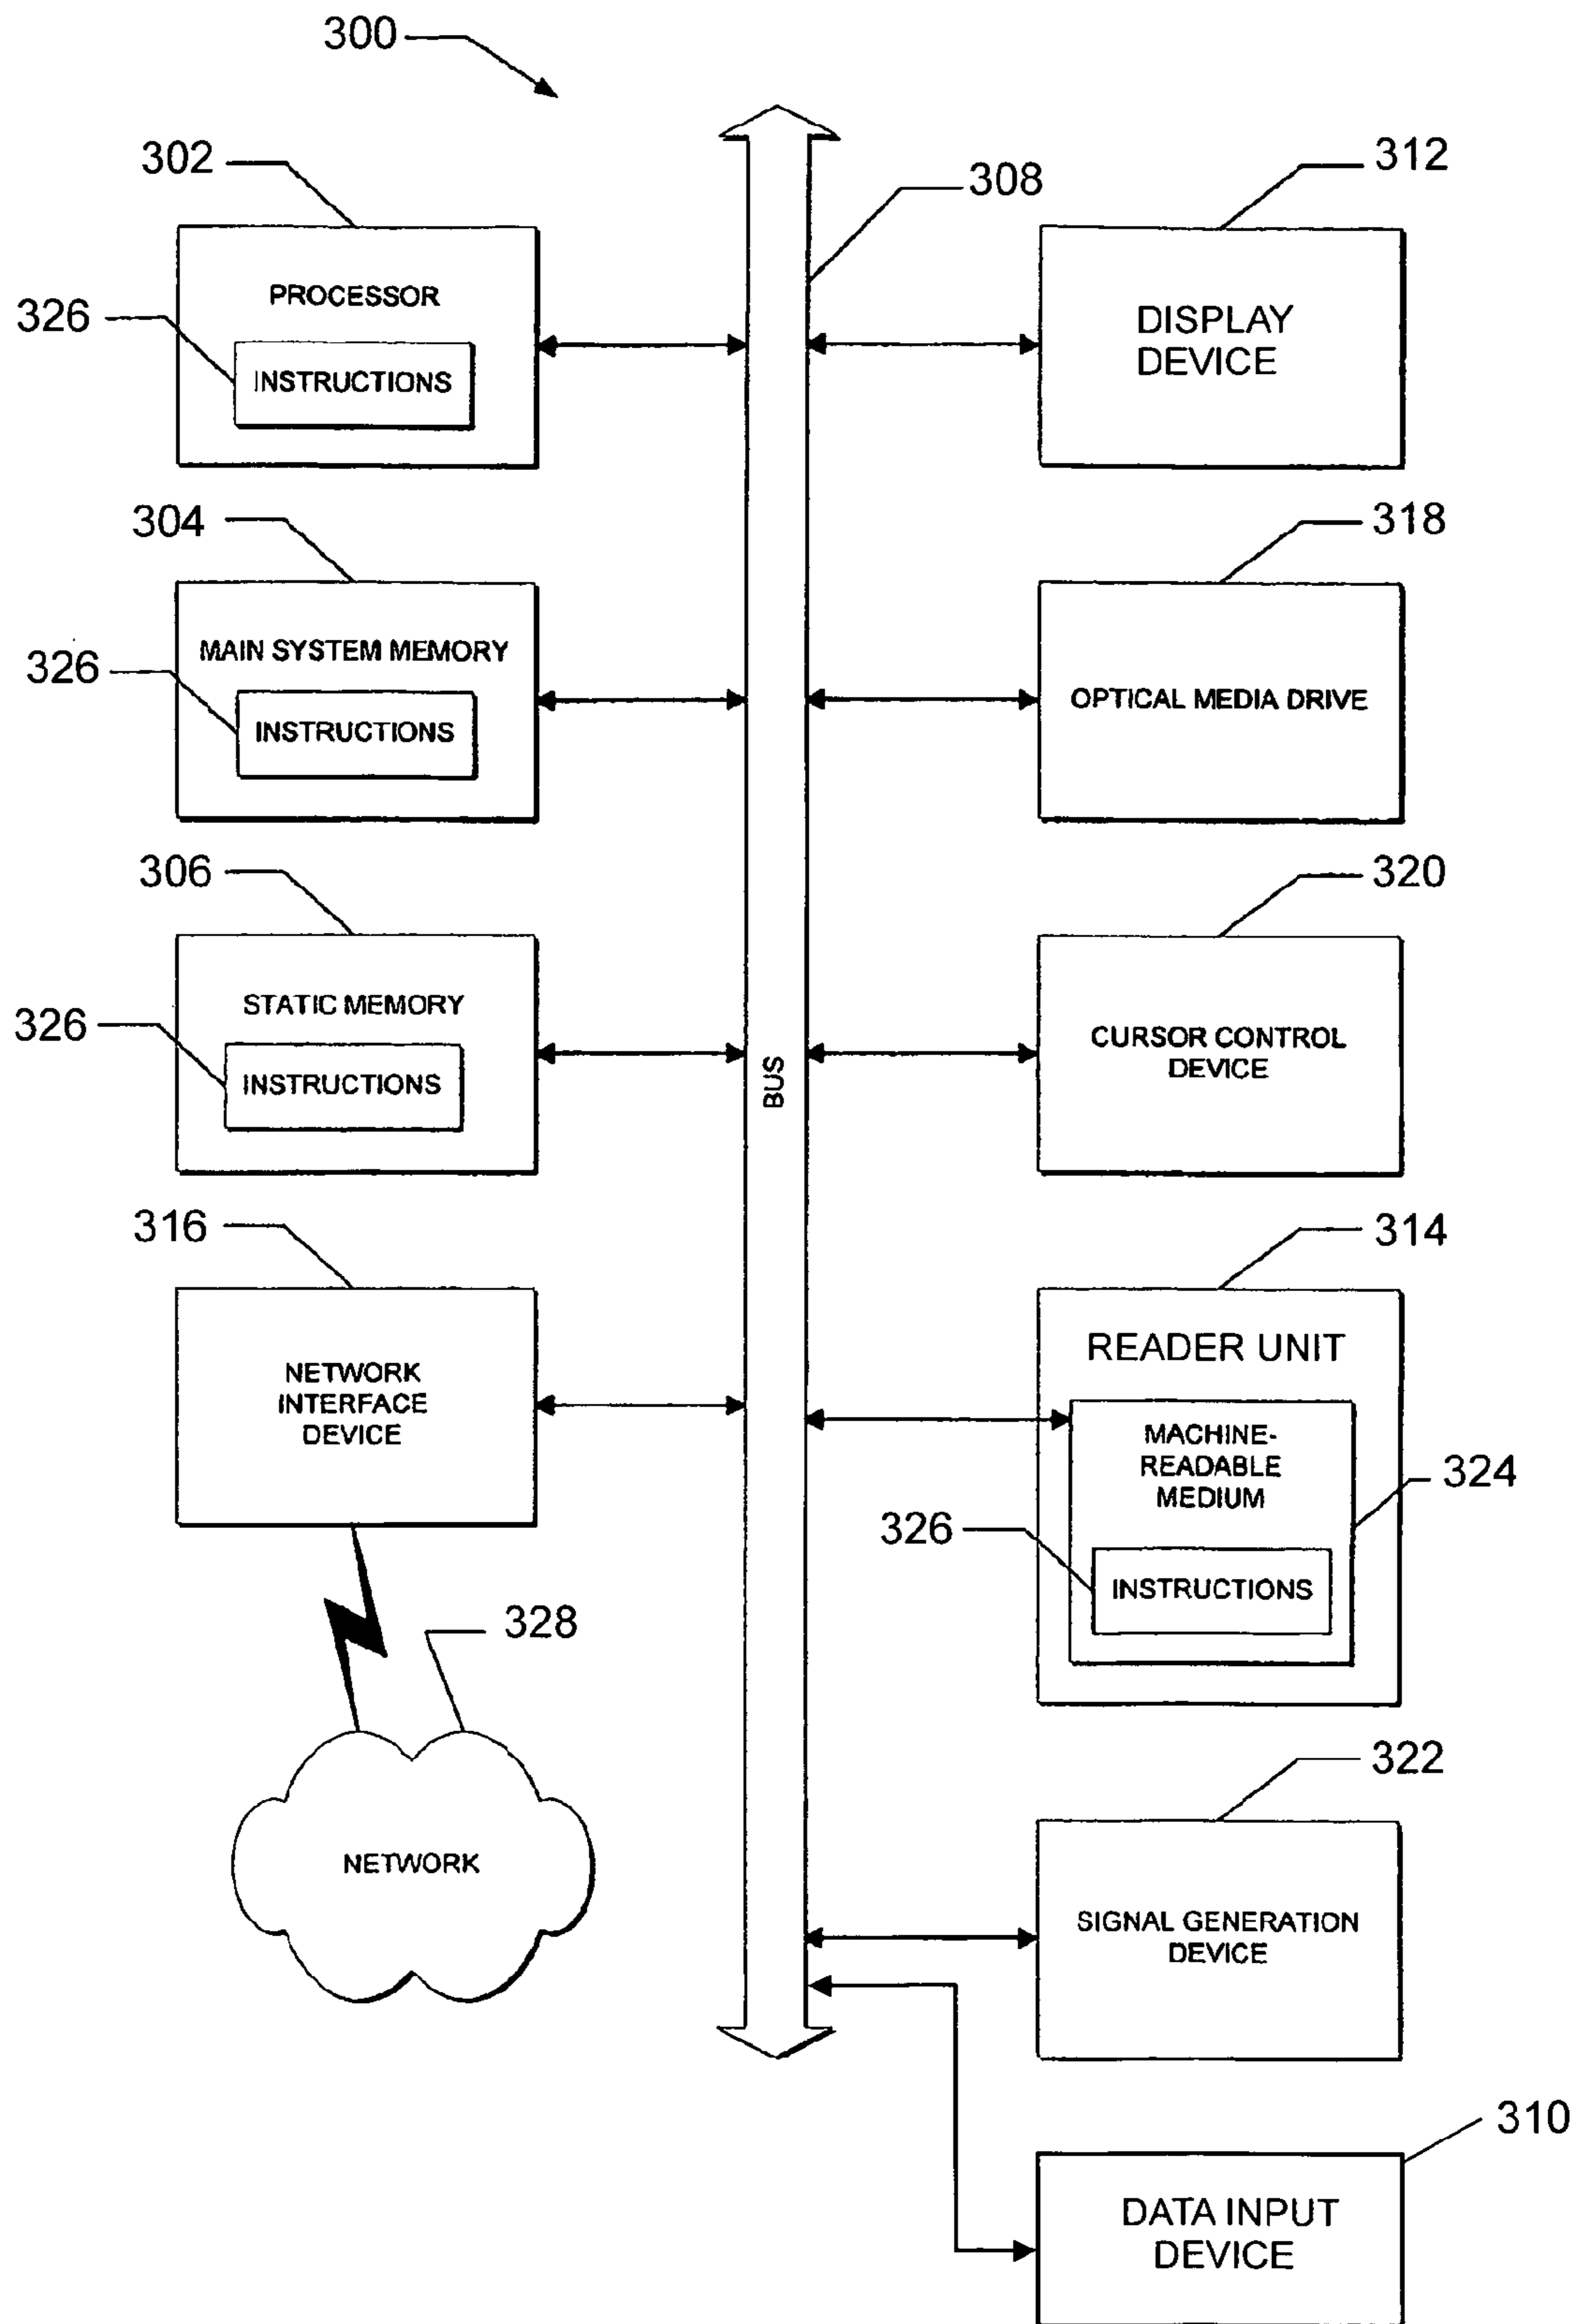 300
302
308
312
PROCESSOR
326
INSTRUCTIONS
DISPLAY
DEVICE
304
318
MAIN SYSTEM MEMORY
326
INSTRUCTIONS
OPTICAL MEDIA DRIVE
306
320
STATIC MEMORY
326
INSTRUCTIONS
BUS
CURSOR CONTROL
DEVICE
316
314
NETWORK
INTERFACE
DEVICE
READER UNIT
MACHINE-
READABLE
MEDIUM
324
326
INSTRUCTIONS
328
322
NETWORK
SIGNAL GENERATION
DEVICE
310
DATA INPUT
DEVICE